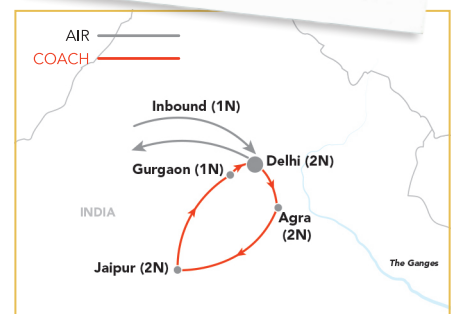 AIR
COACH
Inbound (1N)
Delhi (2N)
Gurgaon (1N)
INDIA
Agra
(2N)
Jaipur (2N)
The Ganges